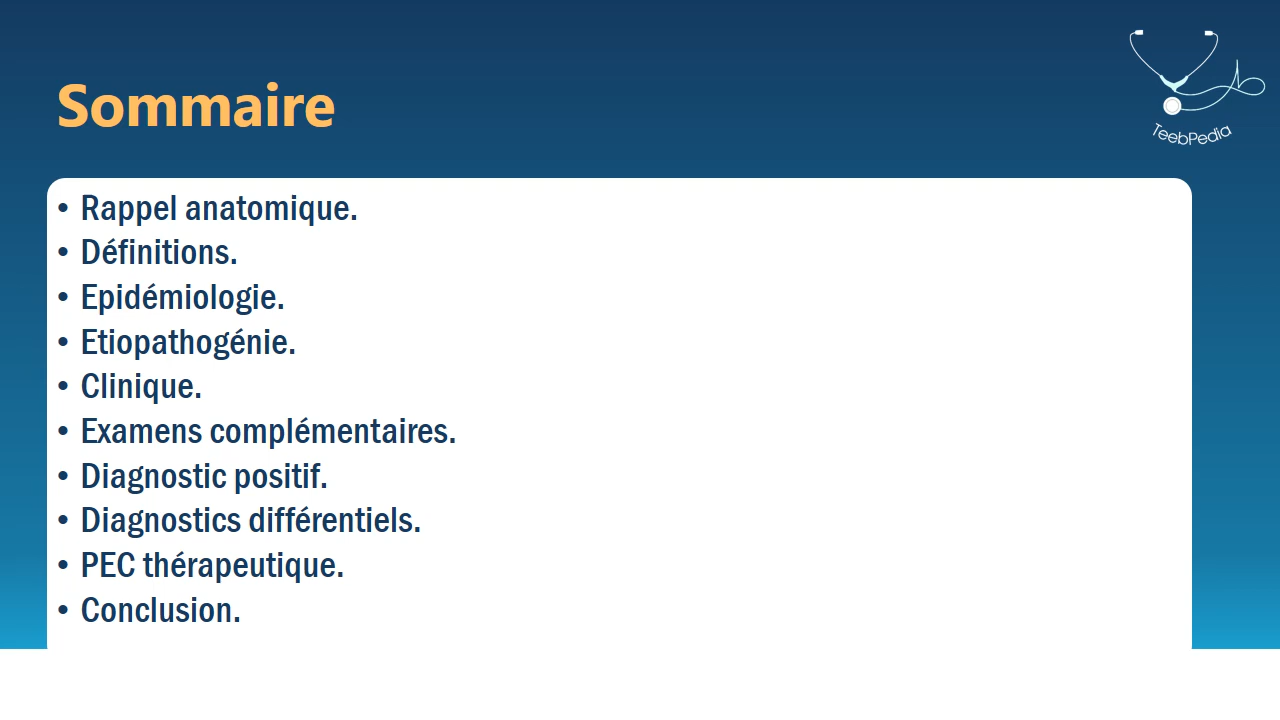 Sommaire
TeebPedia
• Rappel anatomique.
• Définitions.
• Epidémiologie.
• Etiopathogénie.
• Clinique.
• Examens complémentaires.
• Diagnostic positif.
• Diagnostics différentiels.
• PEC thérapeutique.
• Conclusion.